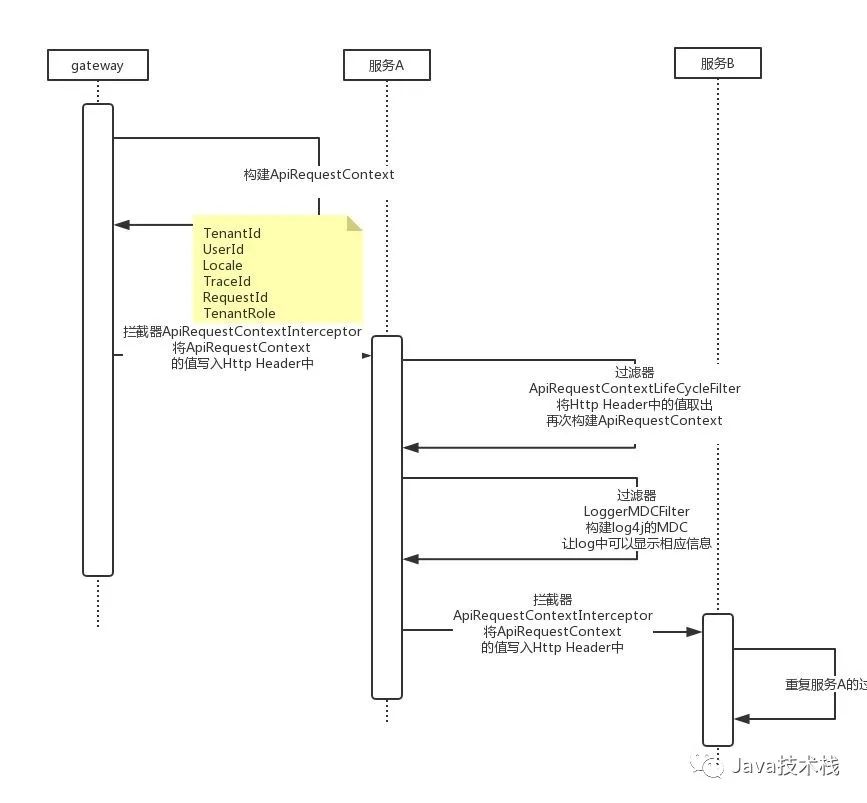 gateway
服务A
服务B
构建ApiRequestContext
TenantId
UserId
Locale
TraceId
RequestId
TenantRole
拦截器ApiRequestContextInterceptor
将ApiRequestContext
的值写入Http Header中
过滤器
ApiRequestContextLifeCycleFilter
将Http Header中的值取出
再次构建ApiRequestContext
过滤器
LoggerMDCFilter
构建log4j的MDC
让log中可以显示相应信息
拦截器
ApiRequestContextInterceptor
将ApiRequestContext
的值写入Http Header中
重复服务A的过
Java技术栈